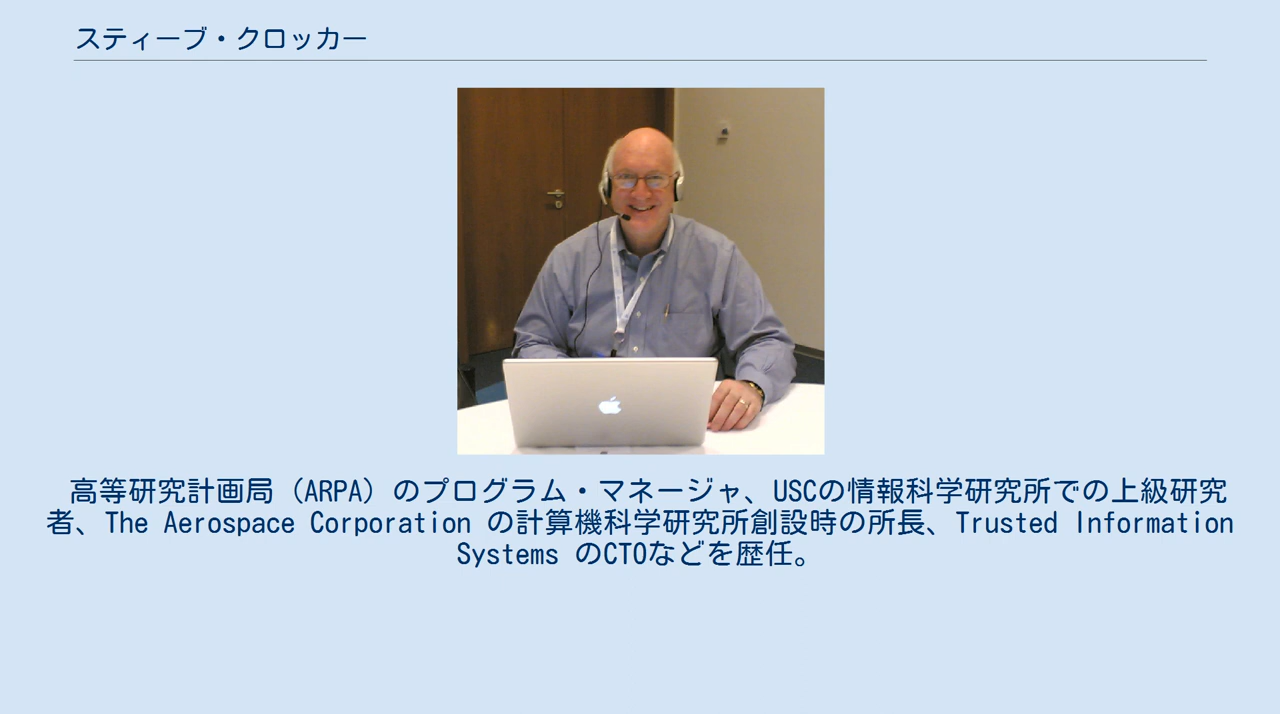 スティーブ・クロッカー
高等研究計画局（ARPA）のプログラム・マネージャ、USCの情報科学研究所での上級研究
者、The Aerospace Corporation の計算機科学研究所創設時の所長、Trusted Information
Systems のCTOなどを歴任。